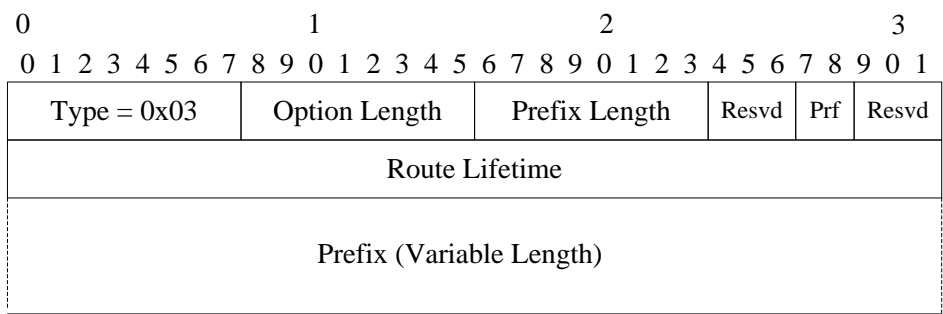 0 1 2 3
0 1 2 3 4 5 6 7 8 9 0 1 2 3 4 5 6 7 8 9 0 1 2 3 4 5 6 7 8 9 0 1
Type = 0x03 Option Length Prefix Length Resvd Prf Resvd
Route Lifetime
Prefix (Variable Length)